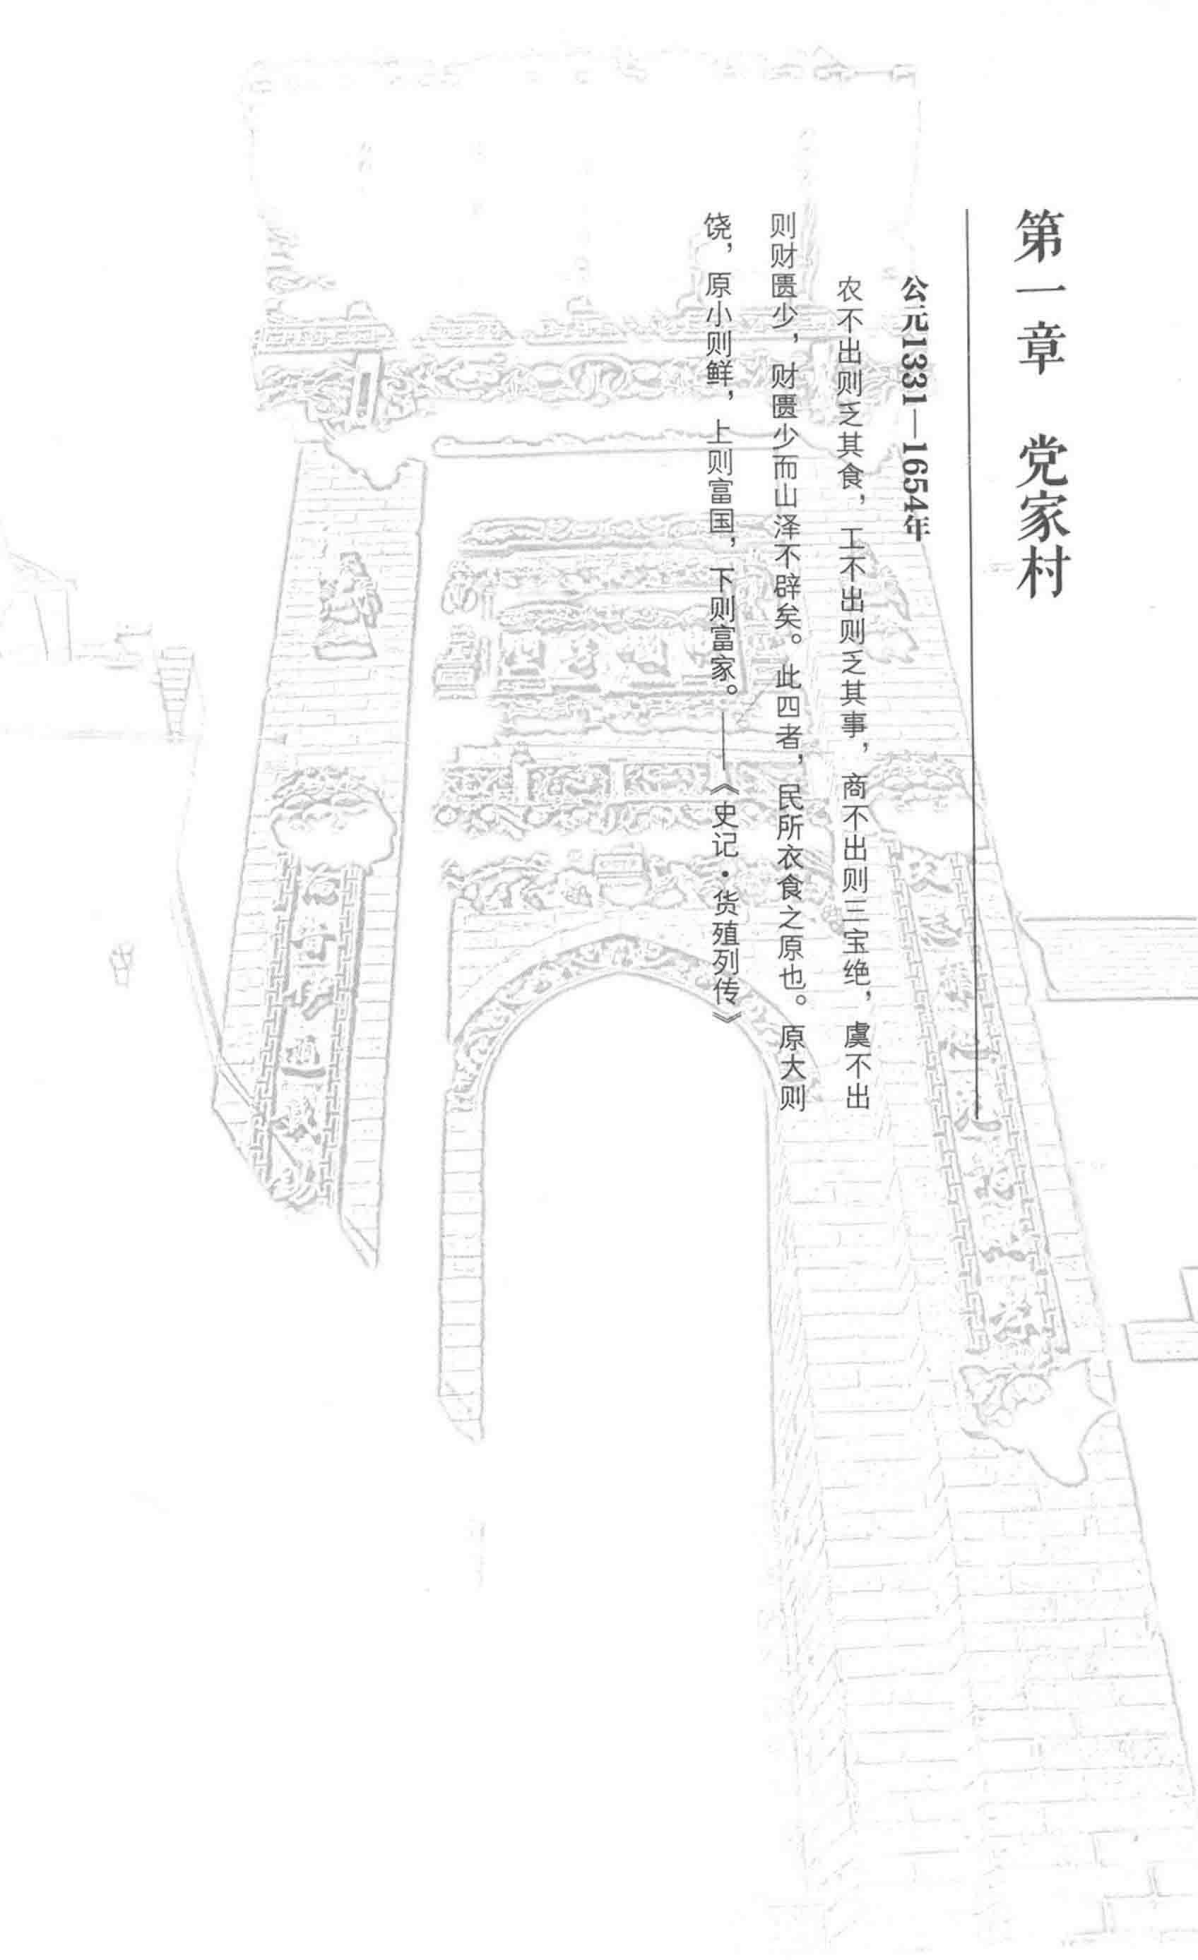 第一章 党家村
公元1331—1654年
农不出则乏其食，工不出则乏其事，商不出则三宝绝，虞不出
则财匮少，财匮少而山泽不辟矣。此四者，民所衣食之原也。原大则
饶，原小则鲜，上则富国，下则富家。——《史记·货殖列传》